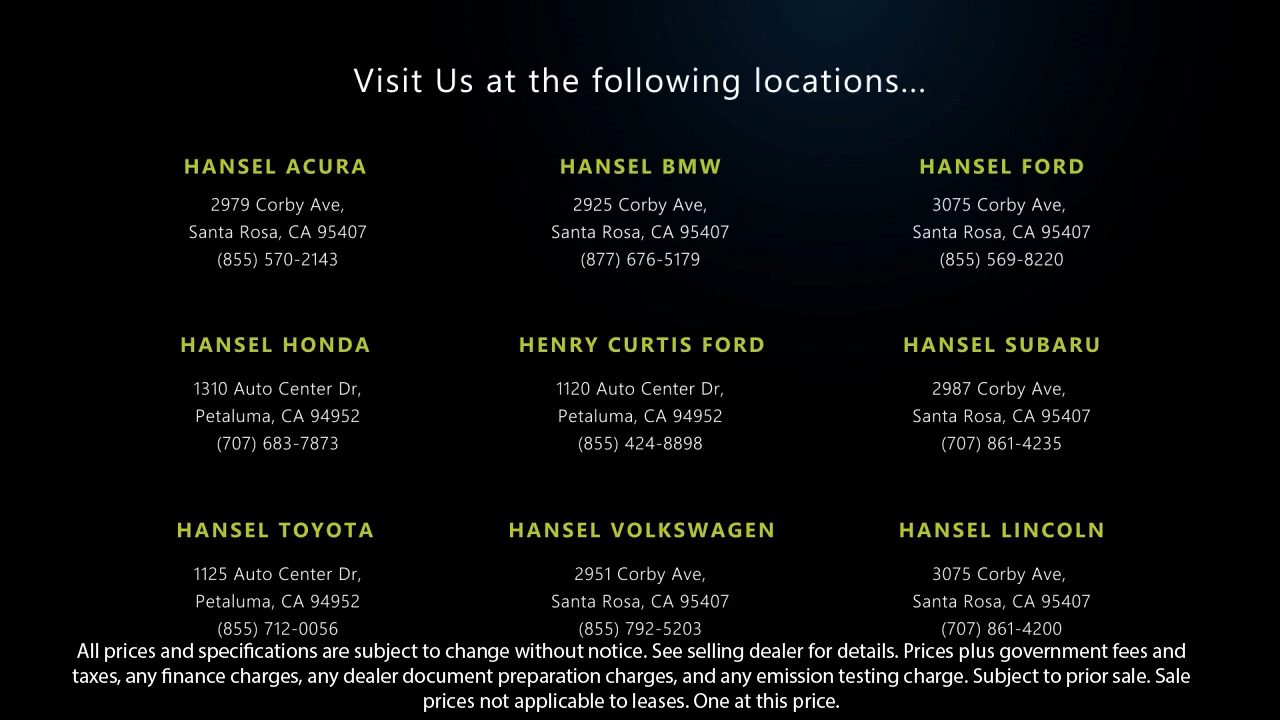 Visit Us at the following locations...
HANSEL ACURA
2979 Corby Ave,
Santa Rosa, CA 95407
(855) 570-2143
HANSEL BMW
2925 Corby Ave,
Santa Rosa, CA 95407
(877) 676-5179
HANSEL FORD
3075 Corby Ave,
Santa Rosa, CA 95407
(855) 569-8220
HANSEL HONDA
1310 Auto Center Dr,
Petaluma, CA 94952
(707) 683-7873
HENRY CURTIS FORD
1120 Auto Center Dr,
Petaluma, CA 94952
(855) 424-8898
HANSEL SUBARU
2987 Corby Ave,
Santa Rosa, CA 95407
(707) 861-4235
HANSEL TOYOTA
1125 Auto Center Dr,
Petaluma, CA 94952
(855) 712-0056
HANSEL VOLKSWAGEN
2951 Corby Ave,
Santa Rosa, CA 95407
(855) 792-5203
HANSEL LINCOLN
3075 Corby Ave,
Santa Rosa, CA 95407
(707) 861-4200
All prices and specifications are subject to change without notice. See selling dealer for details. Prices plus government fees and
taxes, any finance charges, any dealer document preparation charges, and any emission testing charge. Subject to prior sale. Sale
prices not applicable to leases. One at this price.